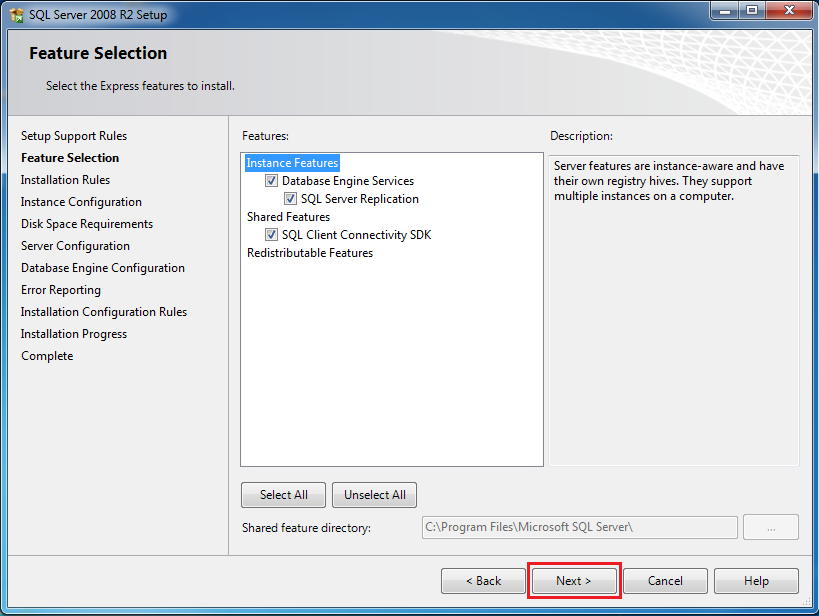 SQL Server 2008 R2 Setup
Feature Selection
Select the Express features to install.
Setup Support Rules
Feature Selection
Installation Rules
Instance Configuration
Disk Space Requirements
Server Configuration
Database Engine Configuration
Error Reporting
Installation Configuration Rules
Installation Progress
Complete
Features:
Instance Features
Database Engine Services
SQL Server Replication
Shared Features
SQL Client Connectivity SDK
Redistributable Features
Description:
Server features are instance-aware and have
their own registry hives. They support
multiple instances on a computer.
Select All
Unselect All
Shared feature directory:
C:\Program Files\Microsoft SQL Server\
...
< Back
Next >
Cancel
Help